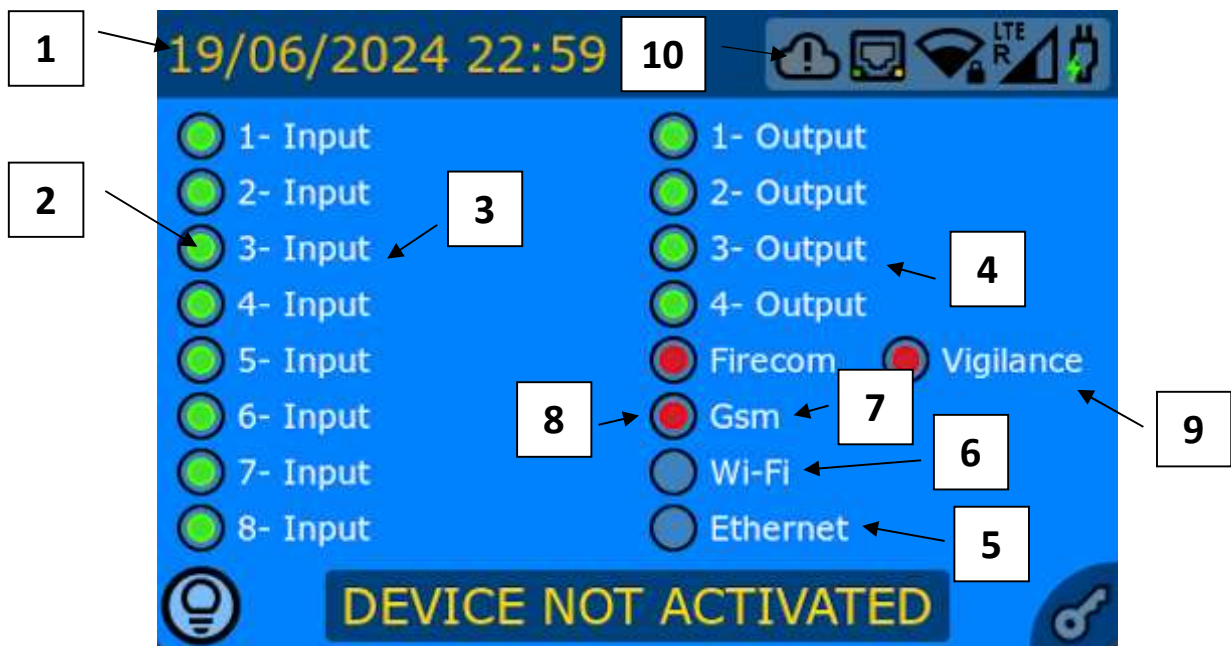 1
19/06/2024 22:59
10
LTE
R
1- Input
1- Output
2- Input
2- Output
2
3
3- Input
3- Output
4
4- Input
4- Output
5- Input
Firecom
Vigilance
6- Input
8
Gsm
7
9
7- Input
Wi-Fi
6
8- Input
Ethernet
5
DEVICE NOT ACTIVATED